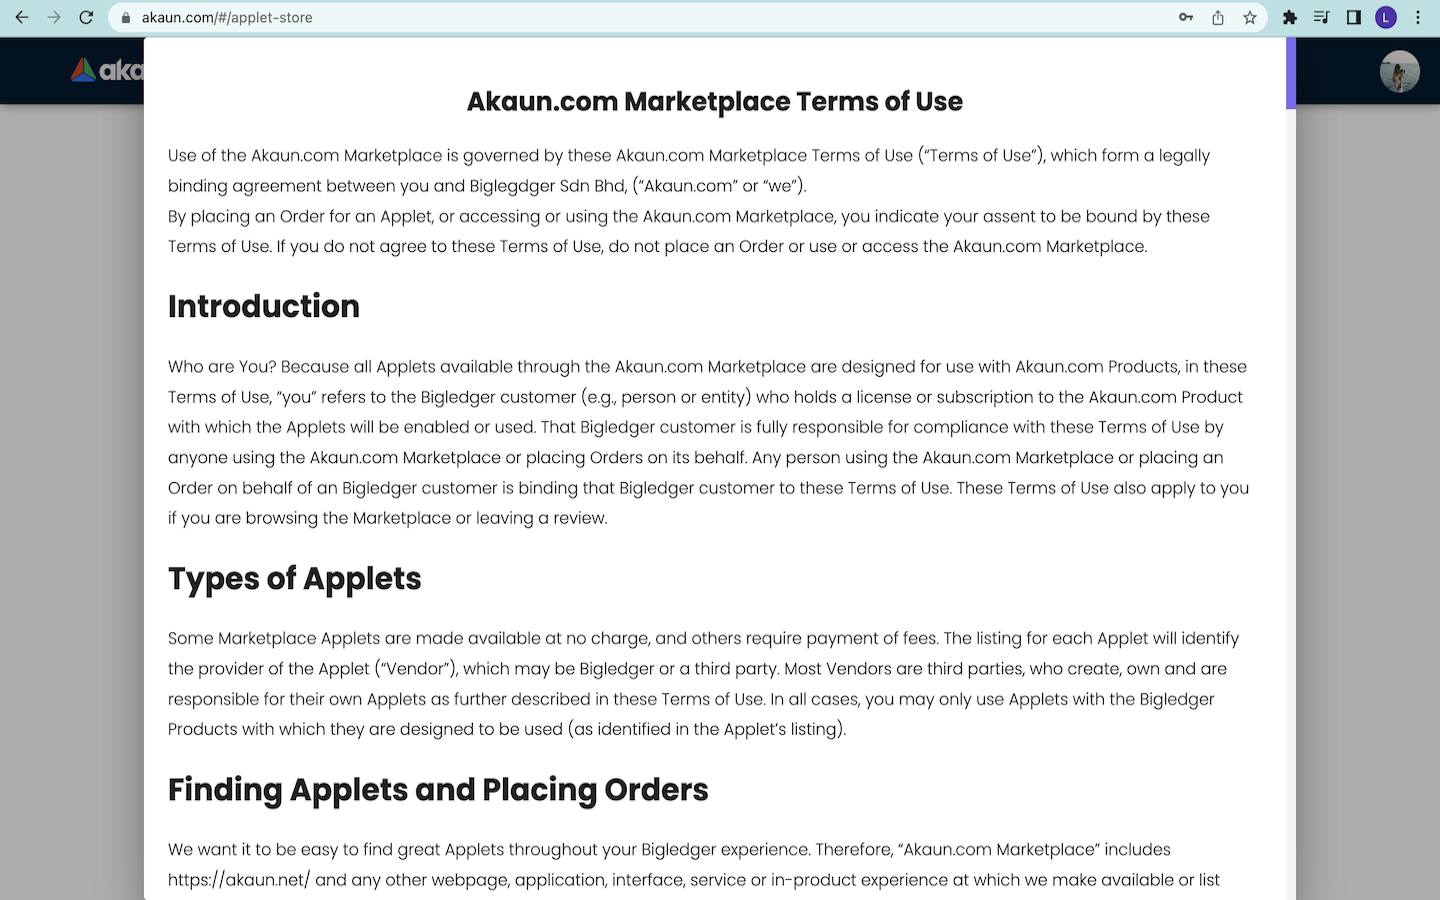 akaun.com/#/applet-store
L
aka
Akaun.com Marketplace Terms of Use
Use of the Akaun.com Marketplace is governed by these Akaun.com Marketplace Terms of Use (“Terms of Use”), which form a legally
binding agreement between you and Biglegdger Sdn Bhd, (“Akaun.com” or “we”).
By placing an Order for an Applet, or accessing or using the Akaun.com Marketplace, you indicate your assent to be bound by these
Terms of Use. If you do not agree to these Terms of Use, do not place an Order or use or access the Akaun.com Marketplace.
Introduction
Who are You? Because all Applets available through the Akaun.com Marketplace are designed for use with Akaun.com Products, in these
Terms of Use, “you” refers to the Bigledger customer (e.g., person or entity) who holds a license or subscription to the Akaun.com Product
with which the Applets will be enabled or used. That Bigledger customer is fully responsible for compliance with these Terms of Use by
anyone using the Akaun.com Marketplace or placing Orders on its behalf. Any person using the Akaun.com Marketplace or placing an
Order on behalf of an Bigledger customer is binding that Bigledger customer to these Terms of Use. These Terms of Use also apply to you
if you are browsing the Marketplace or leaving a review.
Types of Applets
Some Marketplace Applets are made available at no charge, and others require payment of fees. The listing for each Applet will identify
the provider of the Applet (“Vendor”), which may be Bigledger or a third party. Most Vendors are third parties, who create, own and are
responsible for their own Applets as further described in these Terms of Use. In all cases, you may only use Applets with the Bigledger
Products with which they are designed to be used (as identified in the Applet’s listing).
Finding Applets and Placing Orders
We want it to be easy to find great Applets throughout your Bigledger experience. Therefore, “Akaun.com Marketplace” includes
https://akaun.net/ and any other webpage, application, interface, service or in-product experience at which we make available or list